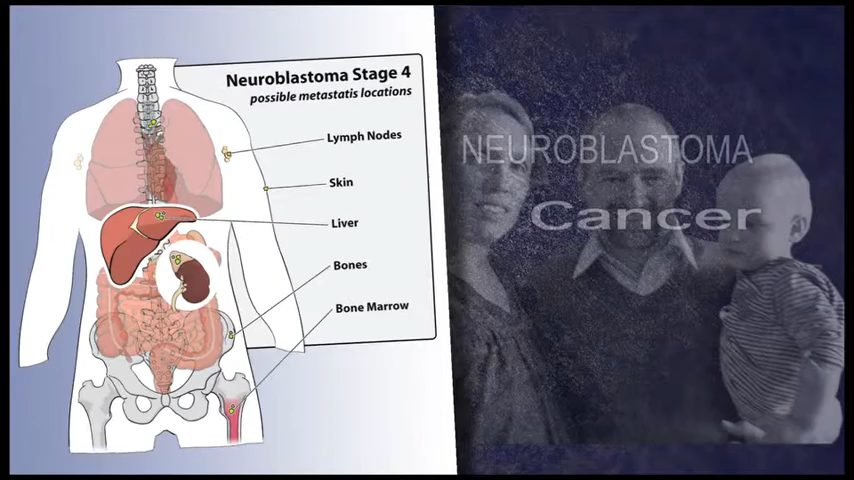 Neuroblastoma Stage 4
possible metastatis locations
Lymph Nodes
Skin
Liver
Bones
Bone Marrow
NEUROBLASTOMA
Cancer